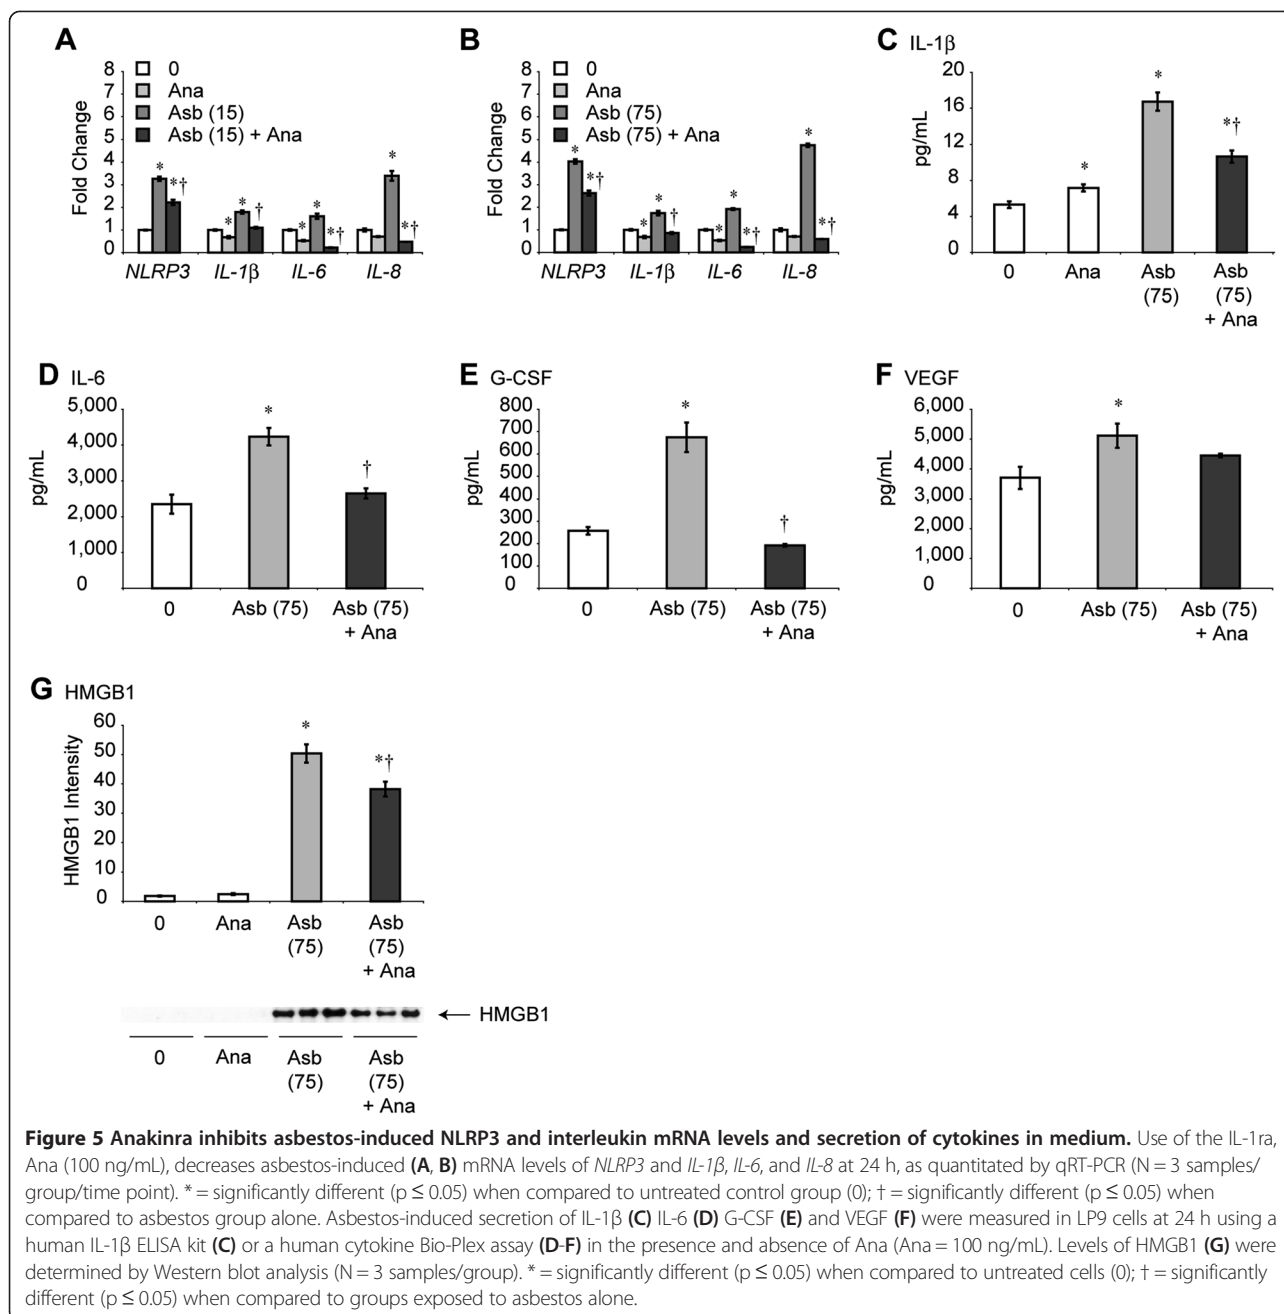 A
0
Ana
Asb (15)
Asb (15) + Ana
Fold Change
8
7
6
5
4
3
2
1
0
* *† * * † * * *† * *†
NLRP3 IL-1β IL-6 IL-8
B
0
Ana
Asb (75)
Asb (75) + Ana
Fold Change
8
7
6
5
4
3
2
1
0
* *† * * † * * *† * *†
NLRP3 IL-1β IL-6 IL-8
C IL-1β
pg/mL
20
16
12
8
4
0
* * *†
0 Ana Asb Asb
(75) (75)
+ Ana
D IL-6
pg/mL
5,000
4,000
3,000
2,000
1,000
0
* †
0 Asb (75) Asb (75)
+ Ana
E G-CSF
pg/mL
800
700
600
500
400
300
200
100
0
* †
0 Asb (75) Asb (75)
+ Ana
F VEGF
pg/mL
6,000
5,000
4,000
3,000
2,000
1,000
0
*
0 Asb (75) Asb (75)
+ Ana
G HMGB1
HMGB1 Intensity
60
50
40
30
20
10
0
* *†
0 Ana Asb Asb
(75) (75)
+ Ana
← HMGB1
0 Ana Asb Asb
(75) (75)
+ Ana
Figure 5 Anakinra inhibits asbestos-induced NLRP3 and interleukin mRNA levels and secretion of cytokines in medium. Use of the IL-1ra,
Ana (100 ng/mL), decreases asbestos-induced (A, B) mRNA levels of NLRP3 and IL-1β, IL-6, and IL-8 at 24 h, as quantitated by qRT-PCR (N = 3 samples/
group/time point). * = significantly different (p ≤ 0.05) when compared to untreated control group (0); † = significantly different (p ≤ 0.05) when
compared to asbestos group alone. Asbestos-induced secretion of IL-1β (C) IL-6 (D) G-CSF (E) and VEGF (F) were measured in LP9 cells at 24 h using a
human IL-1β ELISA kit (C) or a human cytokine Bio-Plex assay (D-F) in the presence and absence of Ana (Ana = 100 ng/mL). Levels of HMGB1 (G) were
determined by Western blot analysis (N = 3 samples/group). * = significantly different (p ≤ 0.05) when compared to untreated cells (0); † = significantly
different (p ≤ 0.05) when compared to groups exposed to asbestos alone.